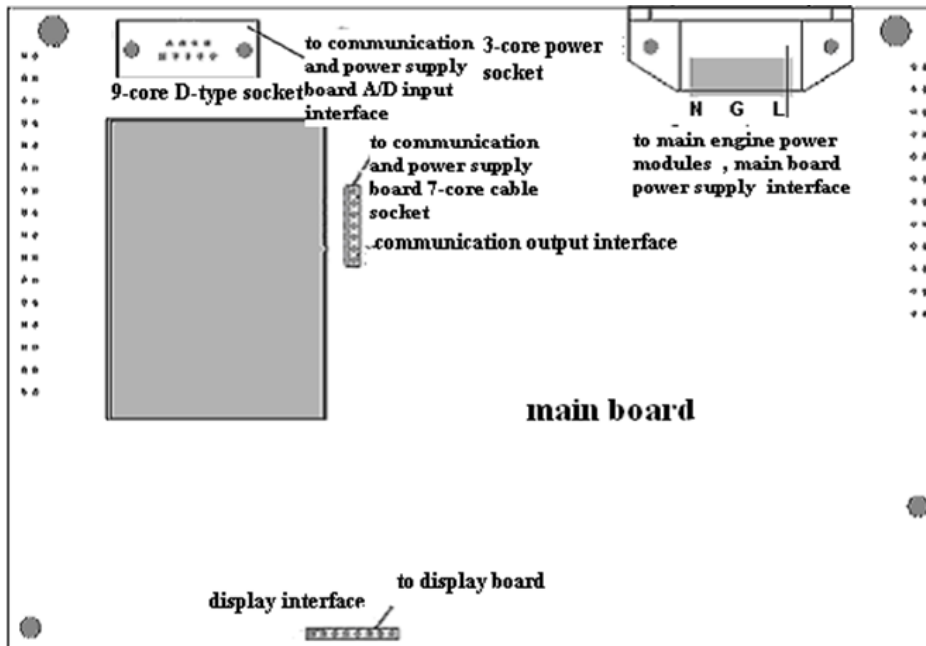 to communication
and power supply
board A/D input
interface
3-core power
socket
9-core D-type socket
N G L
to main engine power
modules , main board
power supply interface
to communication
and power supply
board 7-core cable
socket
communication output interface
main board
to display board
display interface